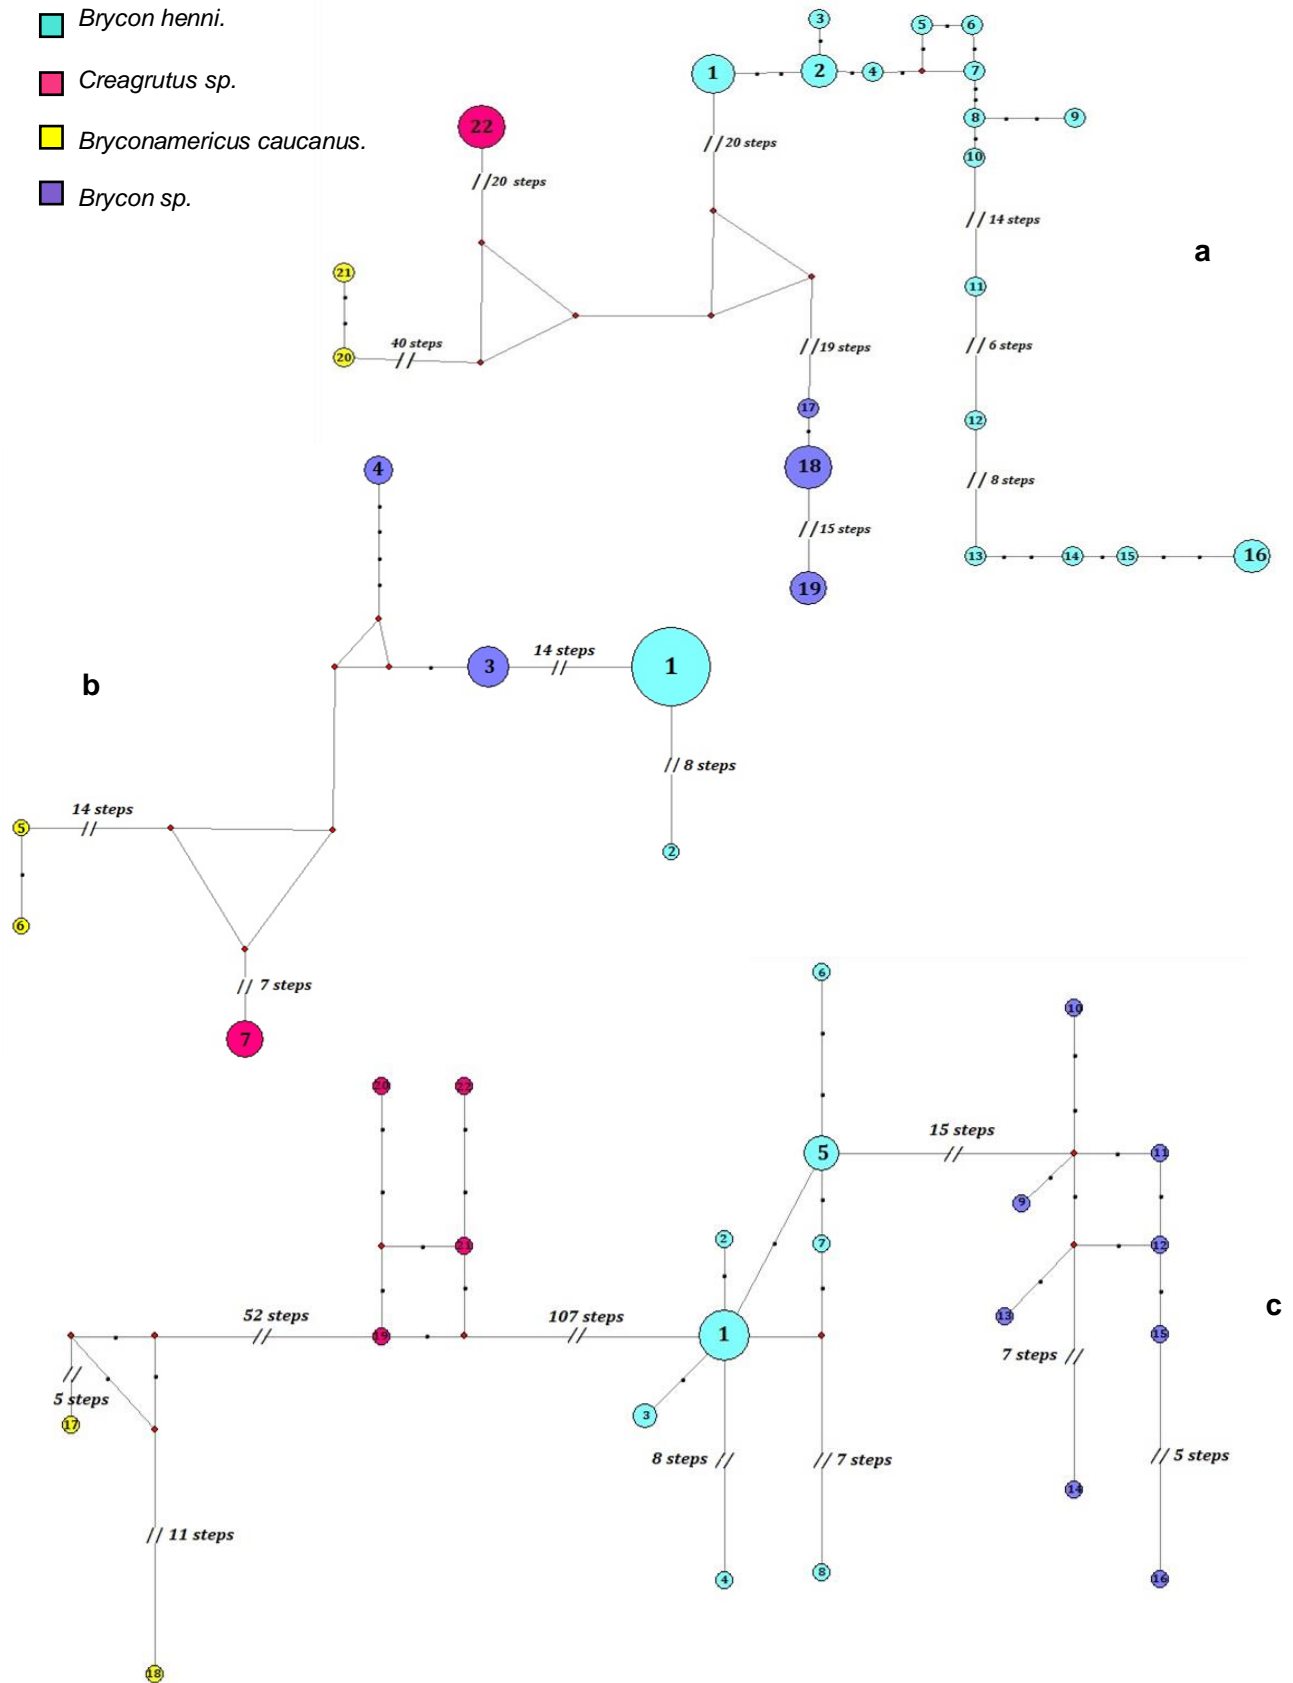 Brycon henni.
Creagrutus sp.
Bryconamericus caucanus.
Brycon sp.
3
5
6
1
2
4
7
8
9
10
22
//20 steps
//20 steps
//14 steps
a
21
11
20
40 steps
//
//19 steps
//6 steps
17
12
18
//8 steps
//15 steps
19
13
14
15
16
4
b
3
14 steps
//
1
//8 steps
2
14 steps
//
5
6
//7 steps
7
6
10
20
22
5
15 steps
//
11
9
2
7
21
12
c
52 steps
//
19
107 steps
//
1
13
15
//
5 steps
17
3
7 steps //
8 steps //
//7 steps
//5 steps
14
4
8
16
//11 steps
18